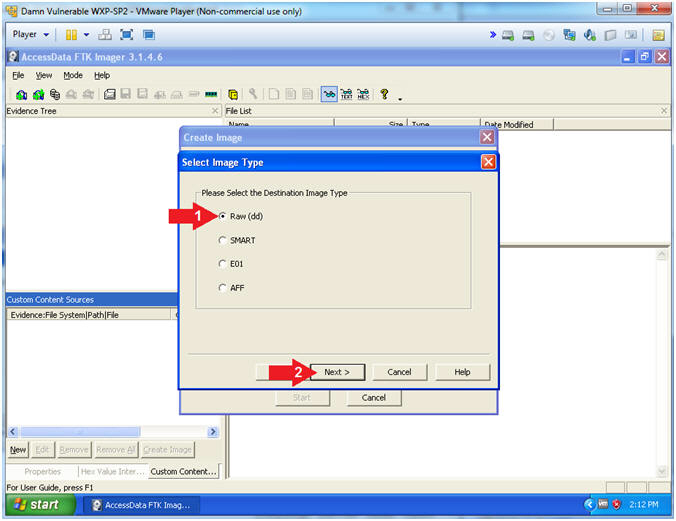 Damn Vulnerable WXP-SP2 - VMware Player (Non-commercial use only)
Player
AccessData FTK Imager 3.1.4.6
File View Mode Help
Evidence Tree
File List
Name Size Type Date Modified
Create Image
Select Image Type
Please Select the Destination Image Type
1 Raw (dd)
SMART
E01
AFF
Custom Content Sources
Evidence:File System|Path|File
2 Next > Cancel Help
Start Cancel
New Edit Remove Remove All Create Image
Properties Hex Value Inter... Custom Content...
For User Guide, press F1
start AccessData FTK Imag... 2:12 PM